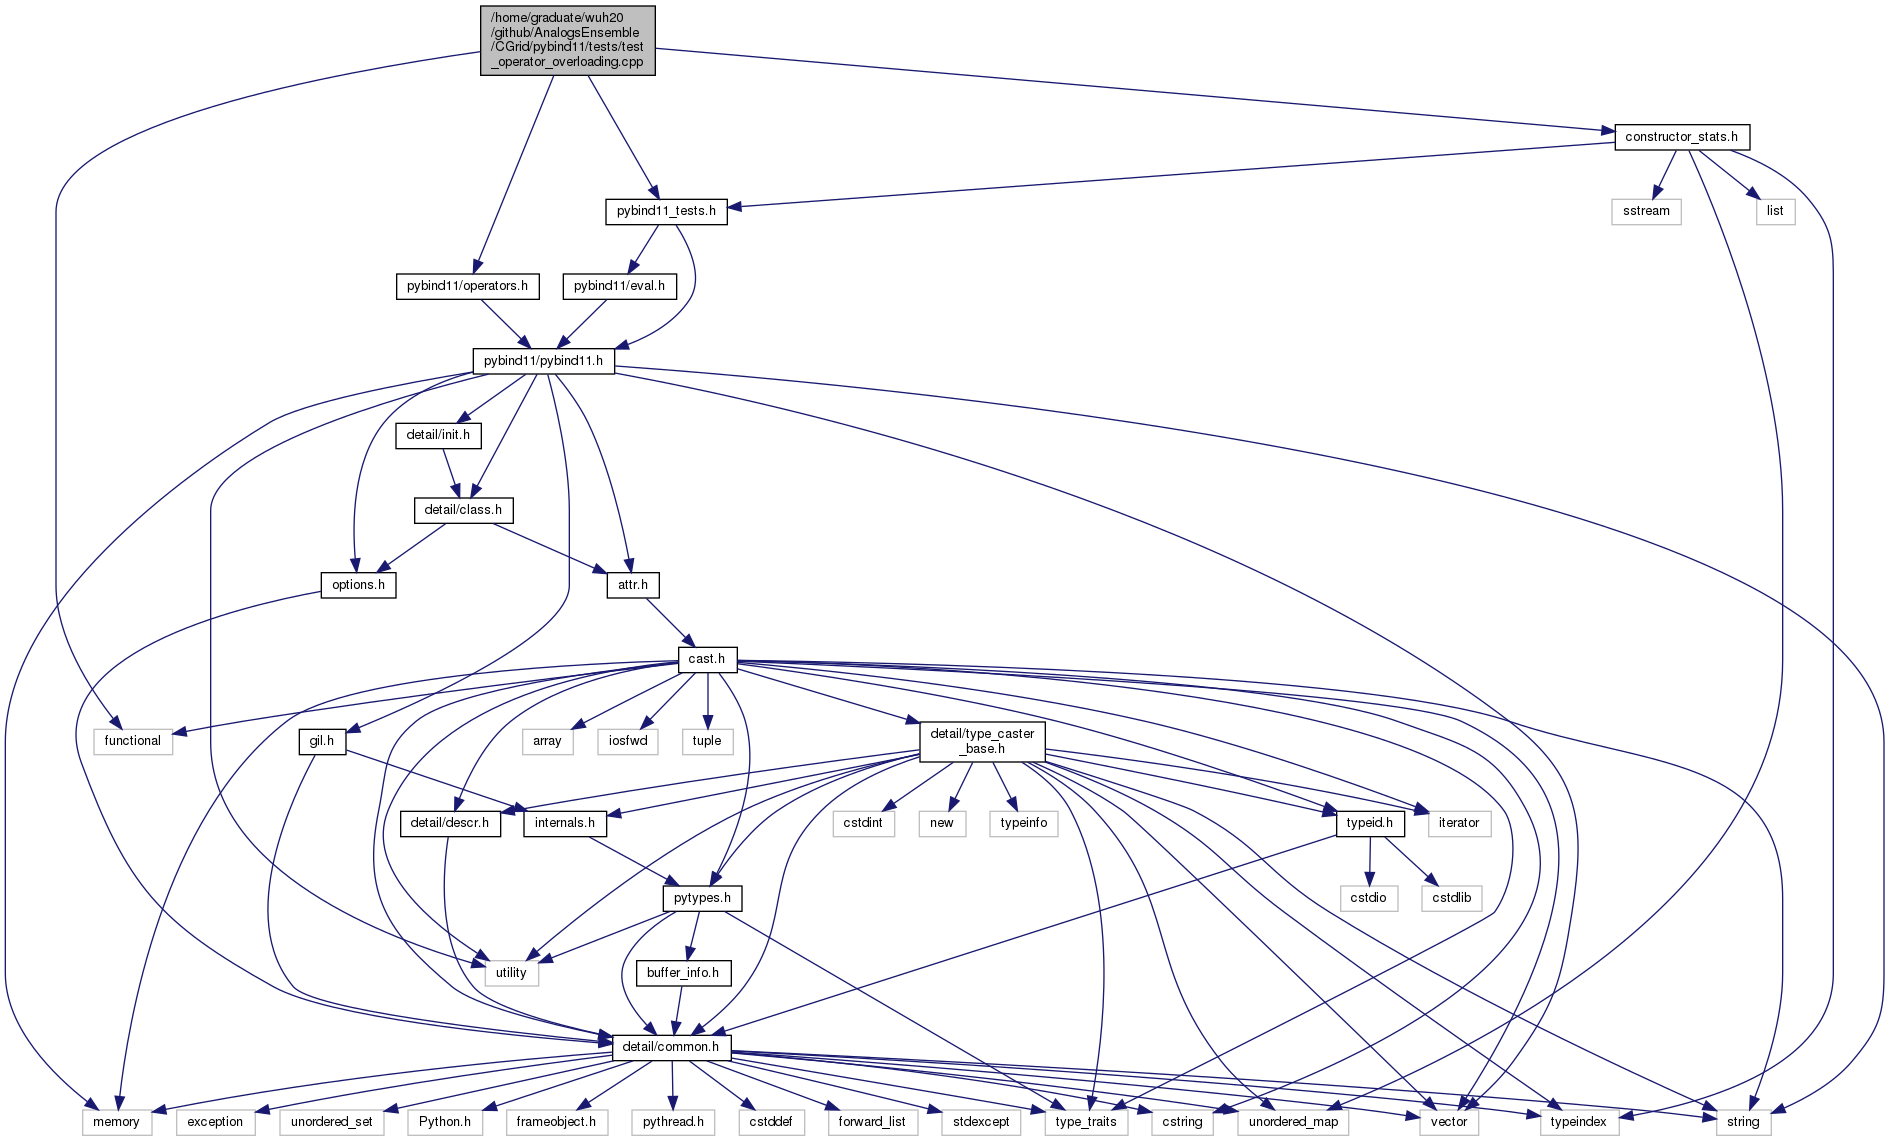 /home/graduate/wuh20
/github/AnalogsEnsemble
/CGrid/pybind11/tests/test
_operator_overloading.cpp
constructor_stats.h
pybind11_tests.h
sstream
list
pybind11/operators.h
pybind11/eval.h
pybind11/pybind11.h
detail/init.h
detail/class.h
options.h
attr.h
cast.h
functional
gil.h
array
iosfwd
tuple
detail/type_caster
_base.h
detail/descr.h
internals.h
cstdint
new
typeinfo
typeid.h
iterator
pytypes.h
cstdio
cstdlib
utility
buffer_info.h
detail/common.h
memory
exception
unordered_set
Python.h
frameobject.h
pythread.h
cstddef
forward_list
stdexcept
type_traits
cstring
unordered_map
vector
typeindex
string